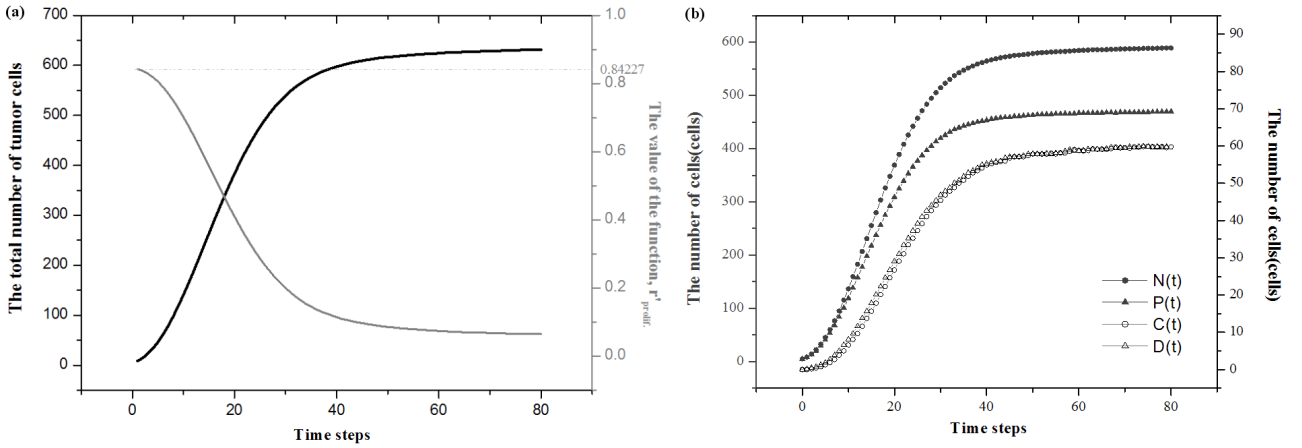 (a)
The total number of tumor cells
700
600
500
400
300
200
100
0
0 20 40 60 80
Time steps
1.0
0.8
0.6
0.4
0.2
0.0
0.84227
The value of the function, r'prolif.
(b)
The number of cells(cells)
600
500
400
300
200
100
0
0 20 40 60 80
Time steps
90
80
70
60
50
40
30
20
10
0
The number of cells(cells)
N(t)
P(t)
C(t)
D(t)